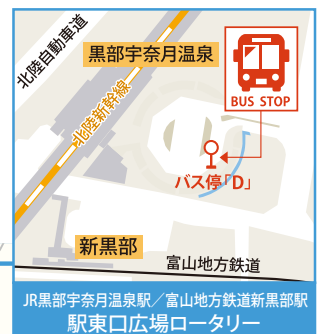 北陸自動車道
黒部宇奈月温泉
北陸新幹線
BUS STOP
バス停「D」
新黒部
富山地方鉄道
JR黒部宇奈月温泉駅／富山地方鉄道新黒部駅
駅東口広場ロータリー